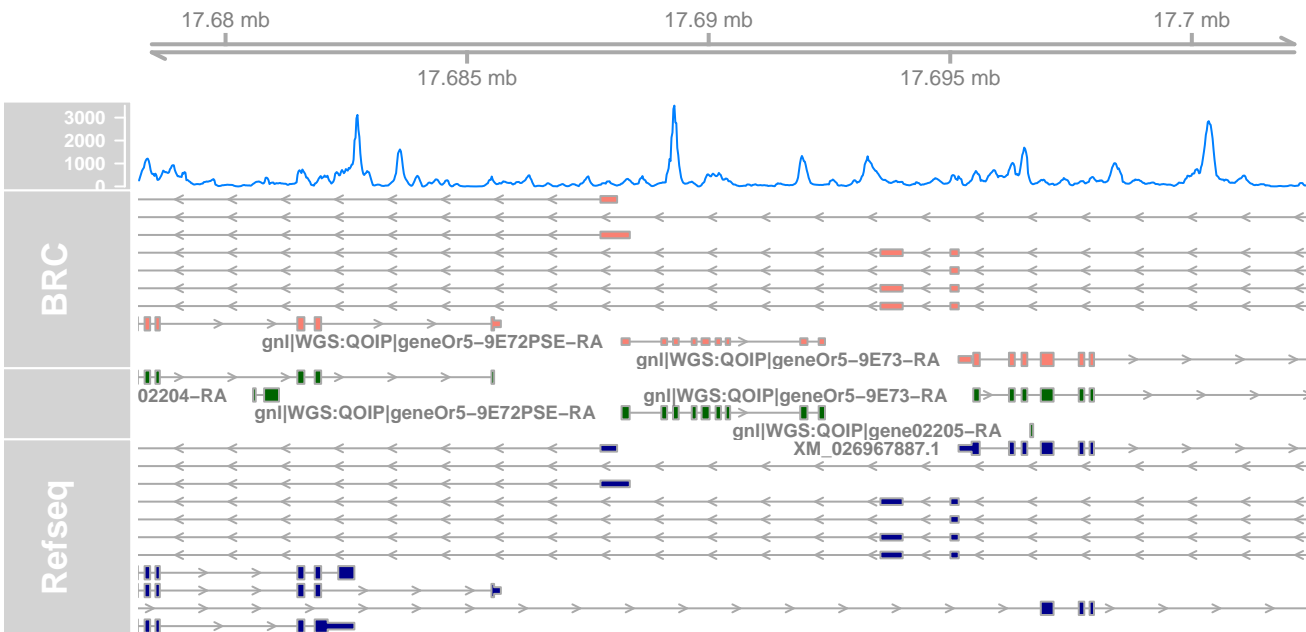 17.68 mb 17.69 mb 17.7 mb
17.685 mb 17.695 mb
3000
2000
1000
0
BRC
gnl|WGS:QOIP|geneOr5−9E72PSE−RA
gnl|WGS:QOIP|geneOr5−9E73−RA
02204−RA
gnl|WGS:QOIP|geneOr5−9E73−RA
gnl|WGS:QOIP|geneOr5−9E72PSE−RA
gnl|WGS:QOIP|gene02205−RA
Refseq
XM_026967887.1